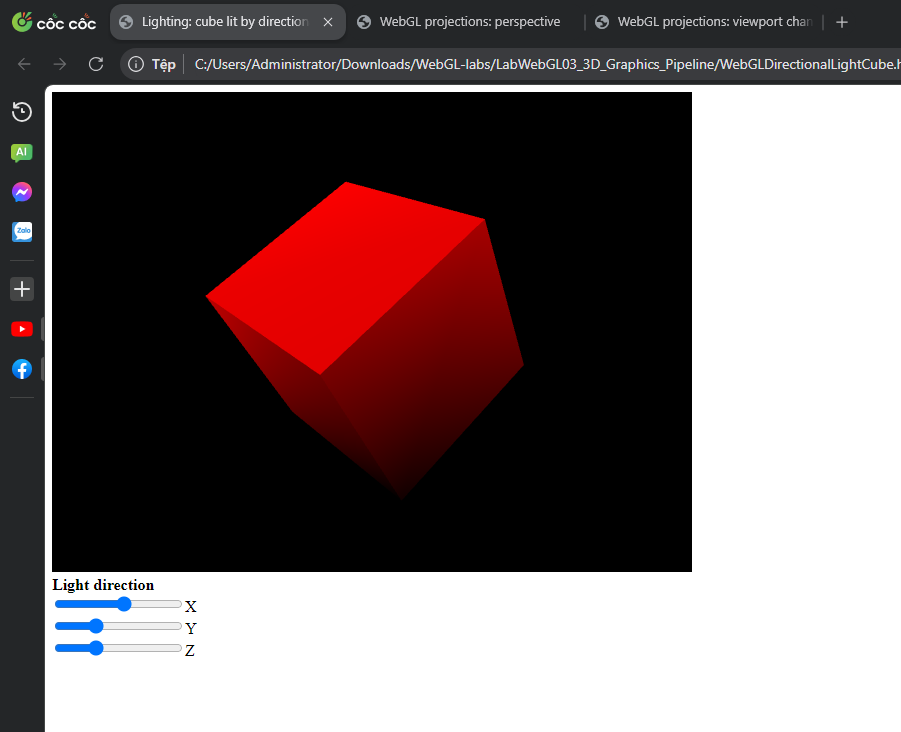 cốc cốc
Lighting: cube lit by direction
WebGL projections: perspective
WebGL projections: viewport chan
Tệp
C:/Users/Administrator/Downloads/WebGL-labs/LabWebGL03_3D_Graphics_Pipeline/WebGLDirectionalLightCube.h
AI
Zalo
Light direction
X
Y
Z